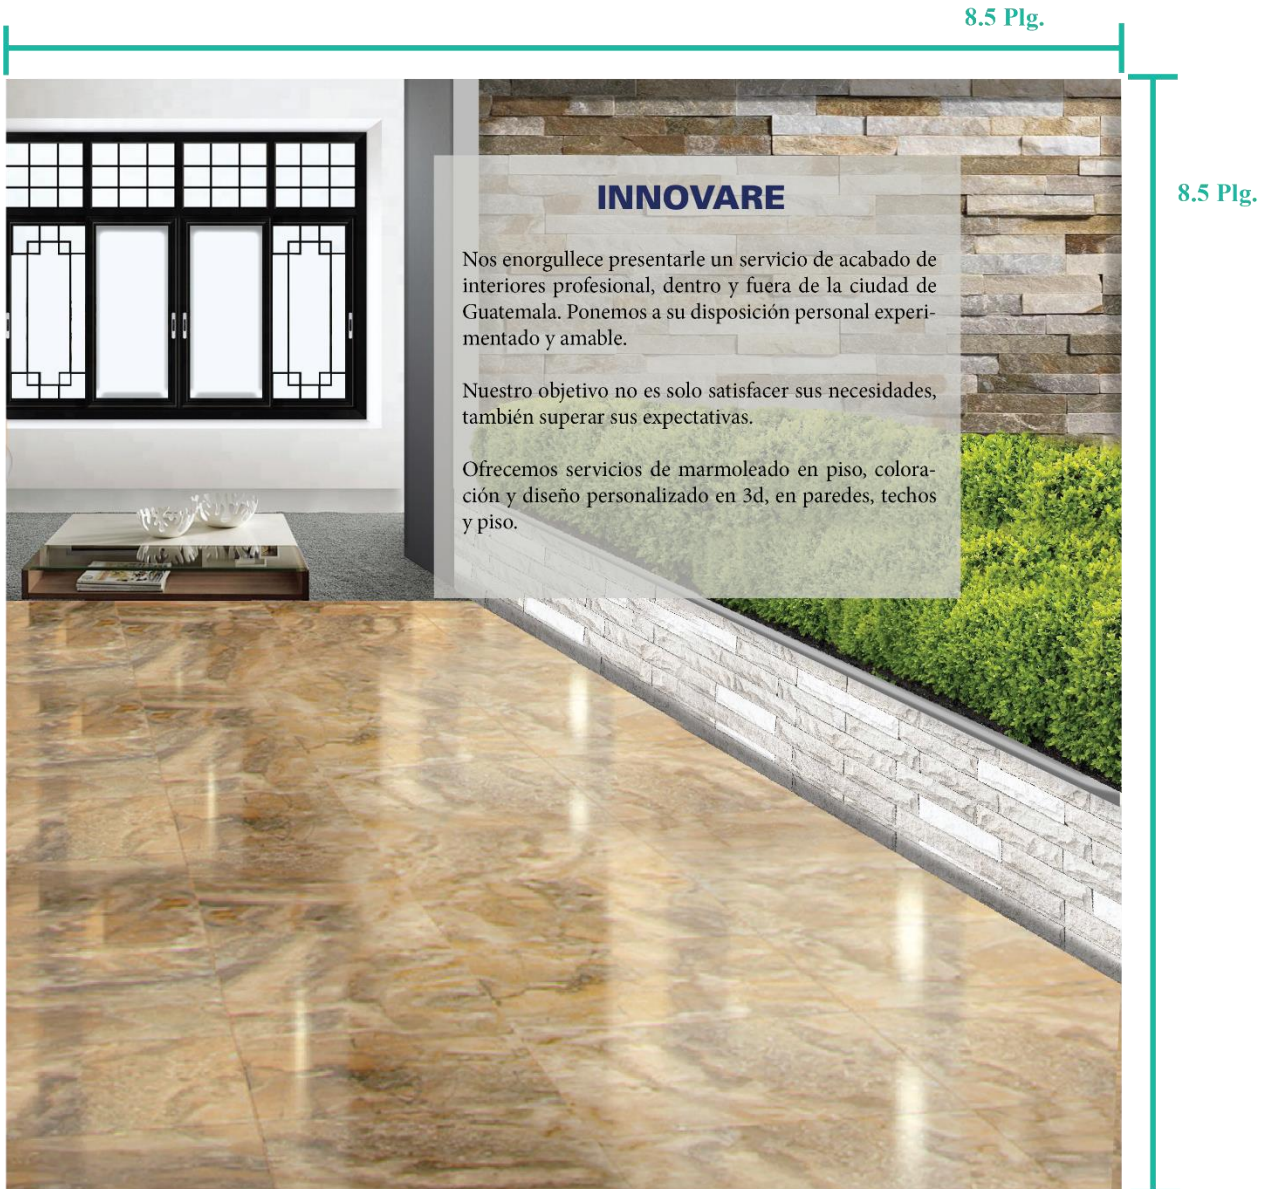 8.5 Plg.
8.5 Plg.
INNOVARE
Nos enorgullece presentarle un servicio de acabado de
interiores profesional, dentro y fuera de la ciudad de
Guatemala. Ponemos a su disposición personal experi-
mentado y amable.
Nuestro objetivo no es solo satisfacer sus necesidades,
también superar sus expectativas.
Ofrecemos servicios de marmoleado en piso, colora-
ción y diseño personalizado en 3d, en paredes, techos
y piso.